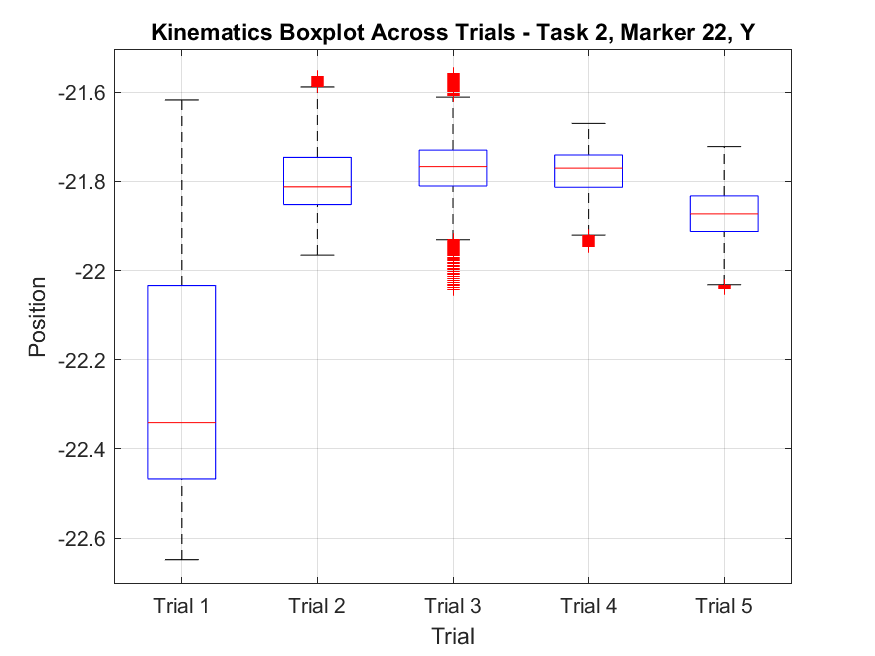 Kinematics Boxplot Across Trials - Task 2, Marker 22, Y
Position
-21.6
-21.8
-22
-22.2
-22.4
-22.6
Trial 1 Trial 2 Trial 3 Trial 4 Trial 5
Trial